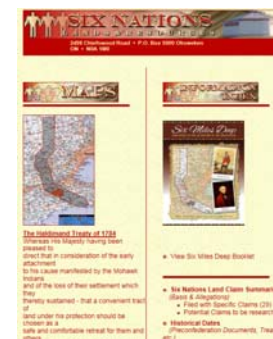 SIX NATIONS
LANDS & RESOURCES
2498 Chiefswood Road • P.O. Box 5000 Ohsweken
ON • N0A 1M0
MAPS
The Haldimand Treaty of 1784
Whereas His Majesty having been
pleased to
direct that in consideration of the early
attachment
to his cause manifested by the Mohawk
Indians
and of the loss of their settlement which
they
thereby sustained - that a convenient tract
of
land under his protection should be
chosen as a
safe and comfortable retreat for them and
others
INFORMATION
INDEX
Six Miles Deep
View Six Miles Deep Booklet
Six Nations Land Claim Summari
(Basis & Allegations)
Filed with Specific Claims (29)
Potential Claims to be research
Historical Dates
(Preconfederation Documents, Trea
etc.)